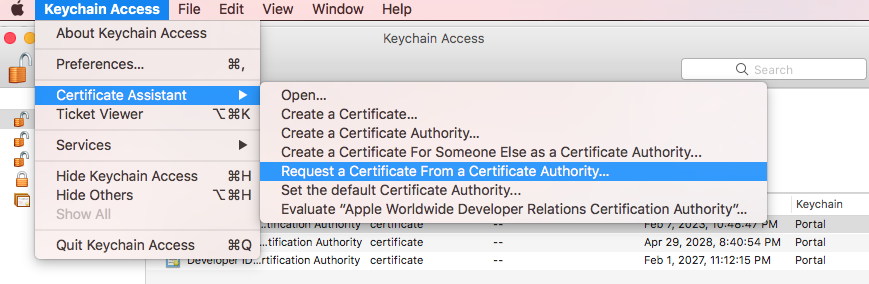 Keychain Access File Edit View Window Help
About Keychain Access
Keychain Access
Preferences... ⌘,
Search
Certificate Assistant ▶
Ticket Viewer ⌥⌘K
Services ▶
Hide Keychain Access ⌘H
Hide Others ⌥⌘H
Show All
Quit Keychain Access ⌘Q
Open...
Create a Certificate...
Create a Certificate Authority...
Create a Certificate For Someone Else as a Certificate Authority...
Request a Certificate From a Certificate Authority...
Set the default Certificate Authority...
Evaluate “Apple Worldwide Developer Relations Certification Authority”...
Keychain
...tification Authority certificate -- Feb 7, 2023, 10:48:47 PM Portal
...tification Authority certificate -- Apr 29, 2028, 8:40:54 PM Portal
Developer ID...rtification Authority certificate -- Feb 1, 2027, 11:12:15 PM Portal